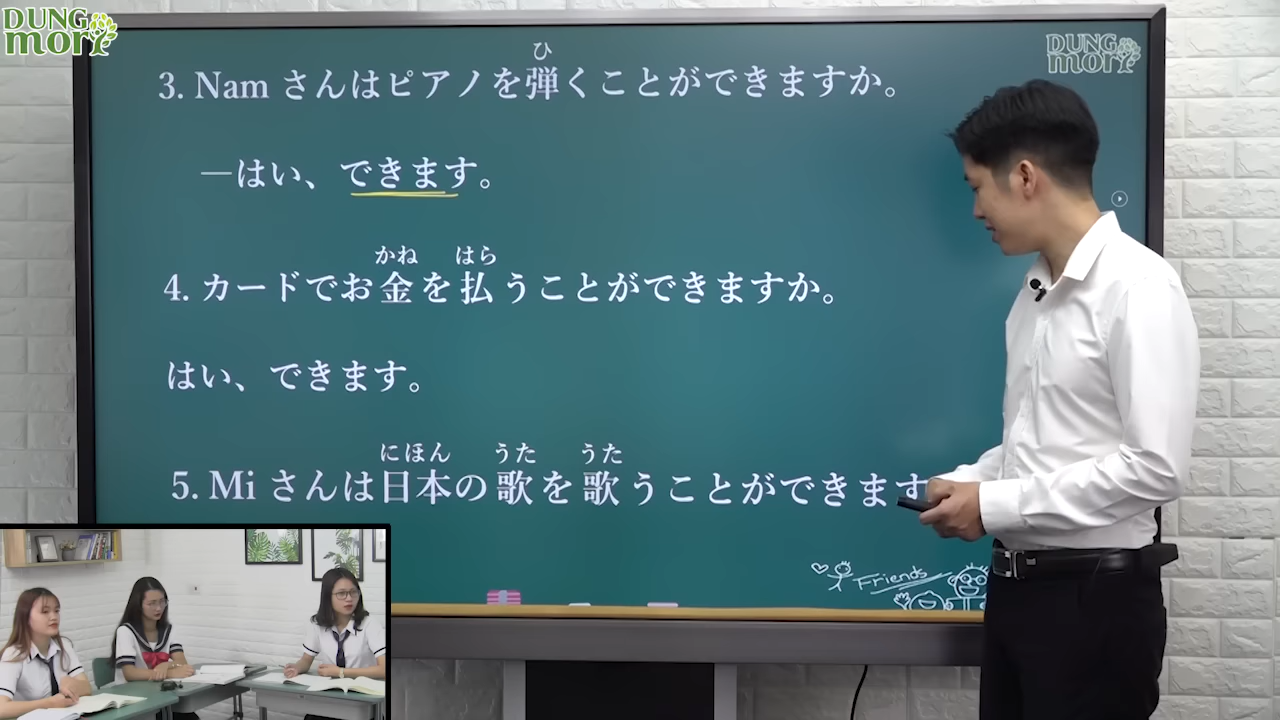 DUNG
mori
DUNG
mori
ひ
3. Nam さんはピアノを弾くことができますか。
―はい、できます。
かね はら
4. カードでお金を払うことができますか。
はい、できます。
にほん うた うた
5. Mi さんは日本の歌を歌うことができます
Friends